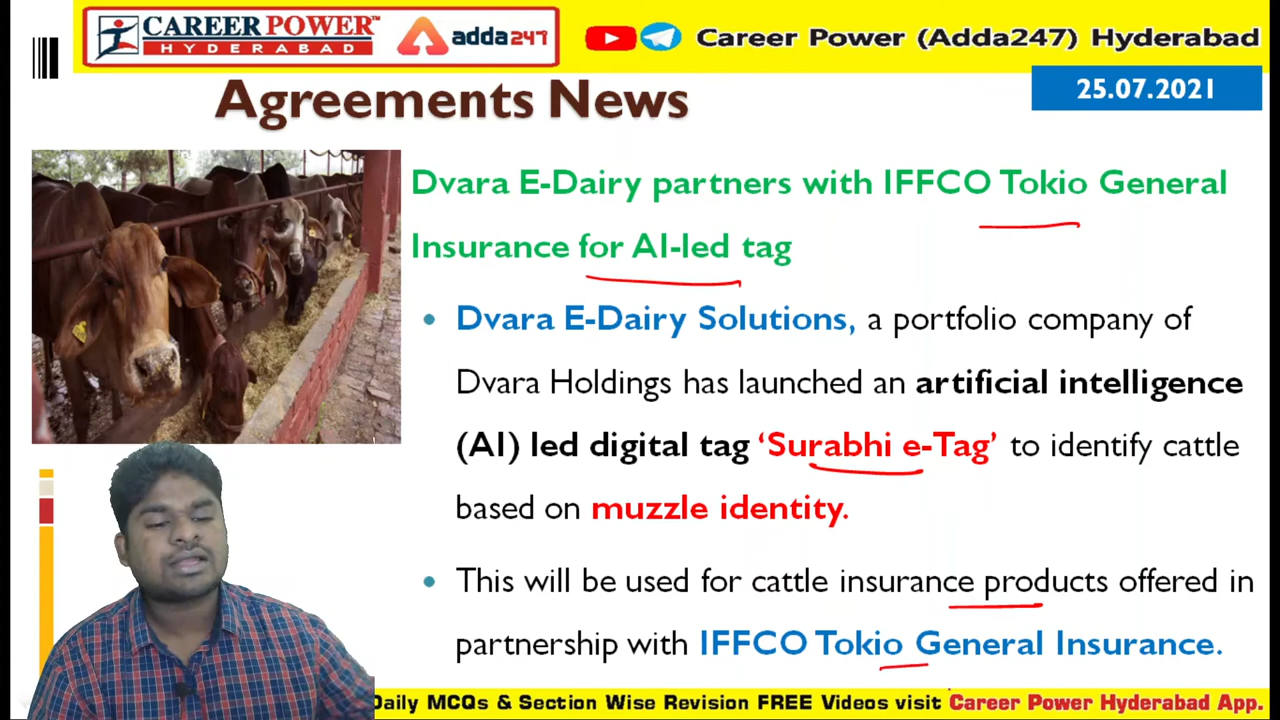 CAREER POWER™
HYDERABAD
adda247
Career Power (Adda247) Hyderabad
Agreements News
25.07.2021
Dvara E-Dairy partners with IFFCO Tokio General
Insurance for AI-led tag
• Dvara E-Dairy Solutions, a portfolio company of
Dvara Holdings has launched an artificial intelligence
(AI) led digital tag ‘Surabhi e-Tag’ to identify cattle
based on muzzle identity.
• This will be used for cattle insurance products offered in
partnership with IFFCO Tokio General Insurance.
Daily MCQs & Section Wise Revision FREE Videos visit Career Power Hyderabad App.